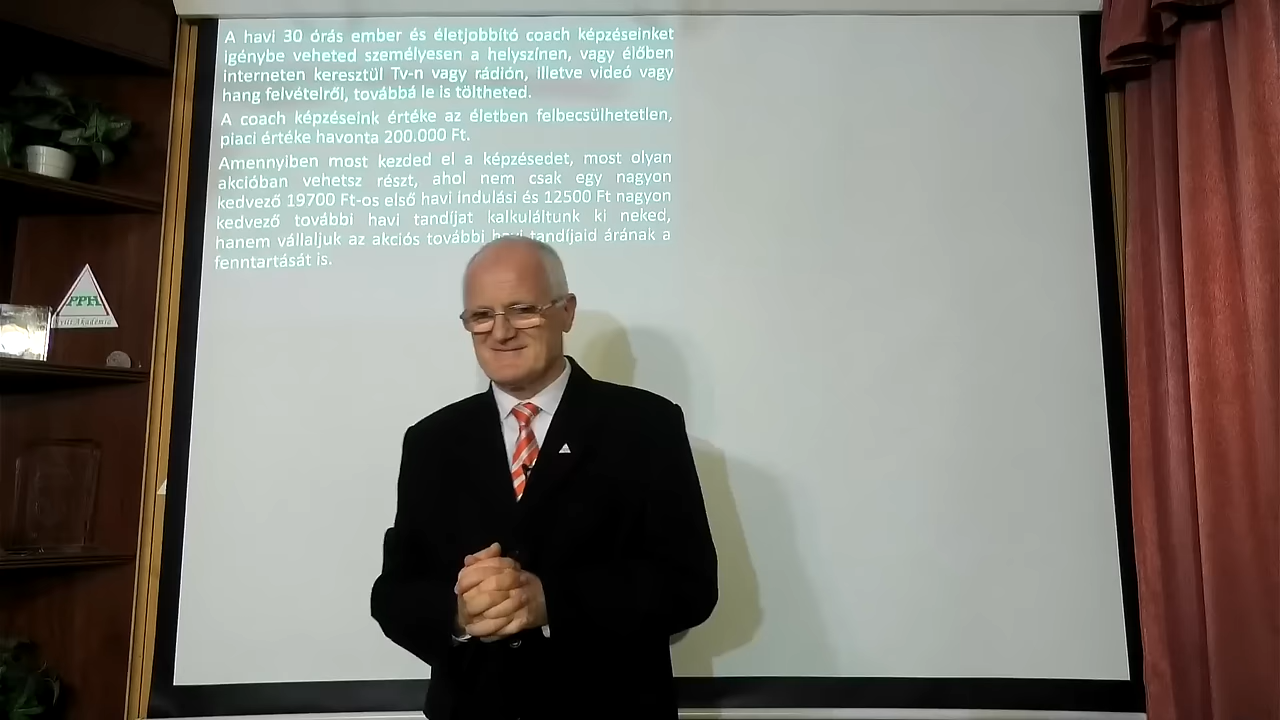 A havi 30 órás ember és életjobbító coach képzéseinket
igénybe veheted személyesen a helyszínen, vagy élőben
interneten keresztül Tv-n vagy rádión, illetve videó vagy
hang felvételről, továbbá le is töltheted.
A coach képzéseink értéke az életben felbecsülhetetlen,
piaci értéke havonta 200.000 Ft.
Amennyiben most kezded el a képzésedet, most olyan
akcióban vehetsz részt, ahol nem csak egy nagyon
kedvező 19700 Ft-os első havi indulási és 12500 Ft nagyon
kedvező további havi tandíjat kalkuláltunk ki neked,
hanem vállaljuk az akciós további havi tandíjaid árának a
fenntartását is.
PPH
Nyílt Akadémia